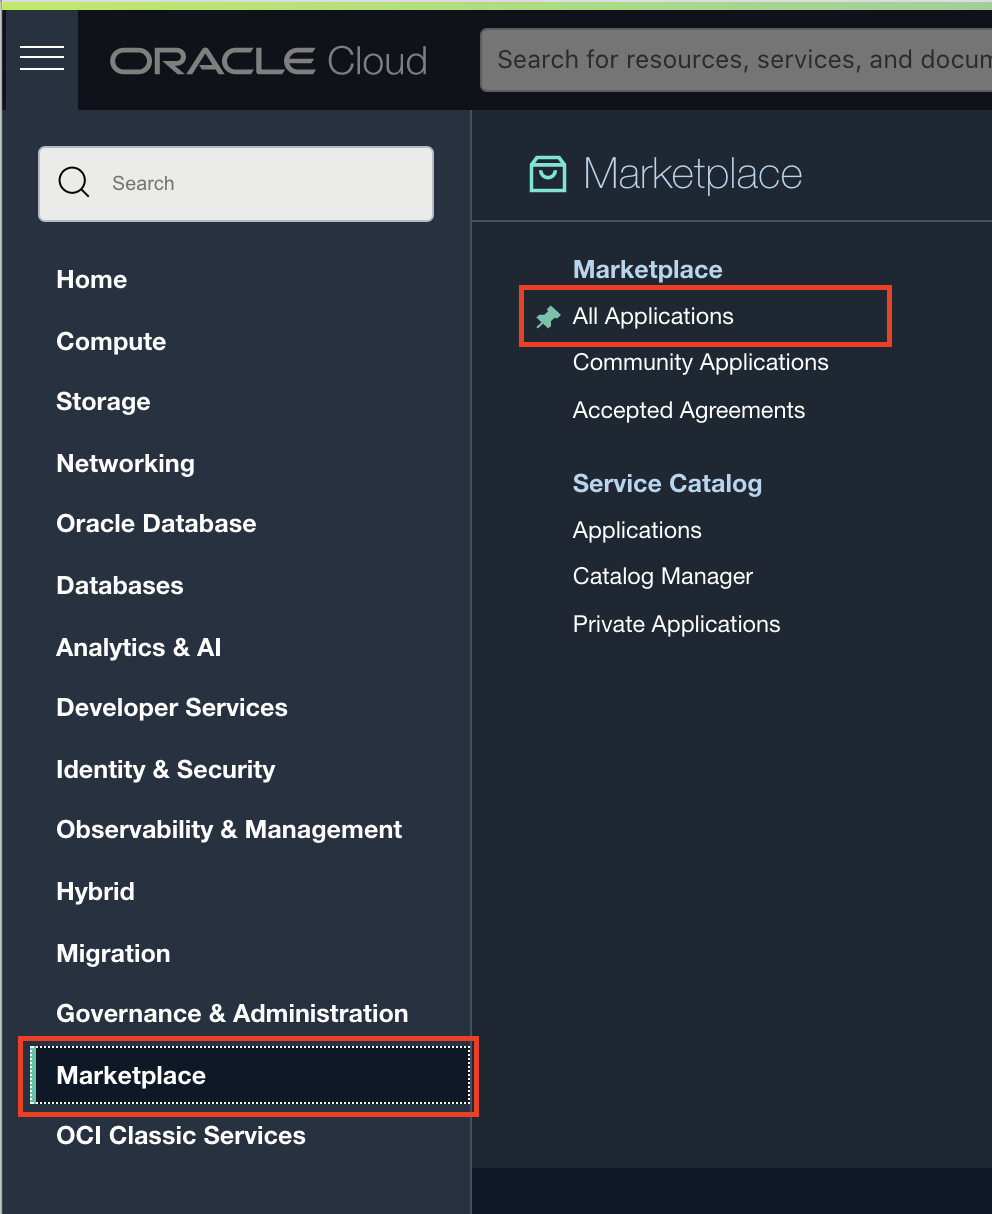 ORACLE Cloud
Search for resources, services, and docum
Search
Home
Compute
Storage
Networking
Oracle Database
Databases
Analytics & AI
Developer Services
Identity & Security
Observability & Management
Hybrid
Migration
Governance & Administration
Marketplace
OCI Classic Services
Marketplace
Marketplace
All Applications
Community Applications
Accepted Agreements
Service Catalog
Applications
Catalog Manager
Private Applications